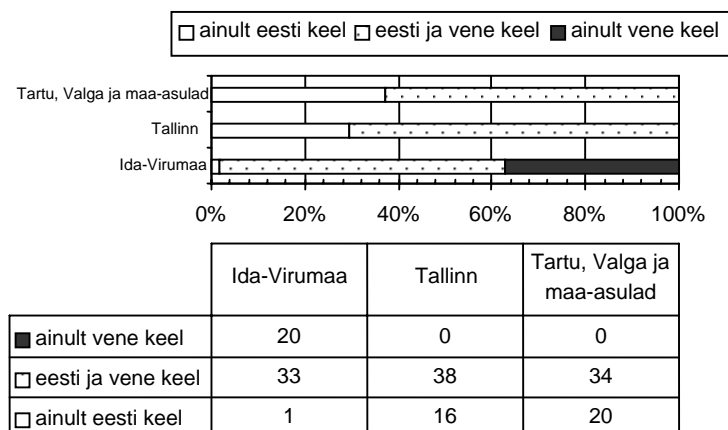 ainult eesti keel eesti ja vene keel ainult vene keel
Tartu, Valga ja maa-asulad
Tallinn
Ida-Virumaa
0% 20% 40% 60% 80% 100%
Ida-Virumaa Tallinn Tartu, Valga ja
maa-asulad
ainult vene keel 20 0 0
eesti ja vene keel 33 38 34
ainult eesti keel 1 16 20